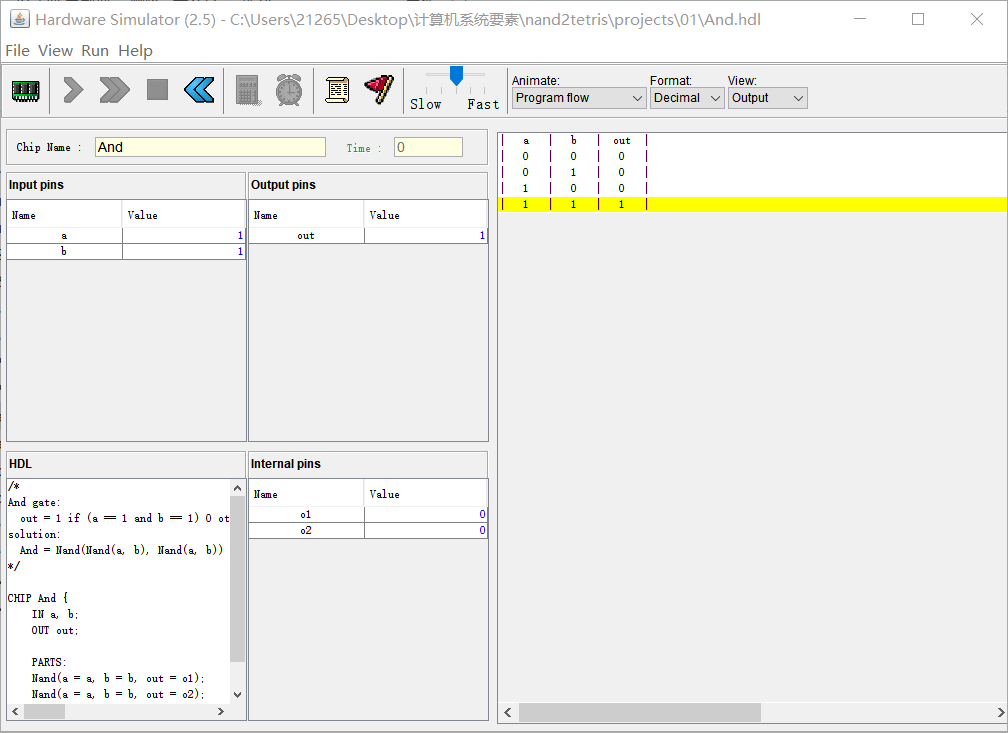 Hardware Simulator (2.5) - C:\Users\21265\Desktop\计算机系统要素\nand2tetris\projects\01\And.hdl
File View Run Help
Animate: Format: View:
Slow Fast Program flow Decimal Output
Chip Name : And Time : 0
Input pins
Name Value
a 1
b 1
Output pins
Name Value
out 1
HDL
/*
And gate:
out = 1 if (a == 1 and b == 1) 0 ot
solution:
And = Nand(Nand(a, b), Nand(a, b))
*/
CHIP And {
IN a, b;
OUT out;
PARTS:
Nand(a = a, b = b, out = o1);
Nand(a = a, b = b, out = o2);
Internal pins
Name Value
o1 0
o2 0
| a | b | out |
| 0 | 0 | 0 |
| 0 | 1 | 0 |
| 1 | 0 | 0 |
| 1 | 1 | 1 |